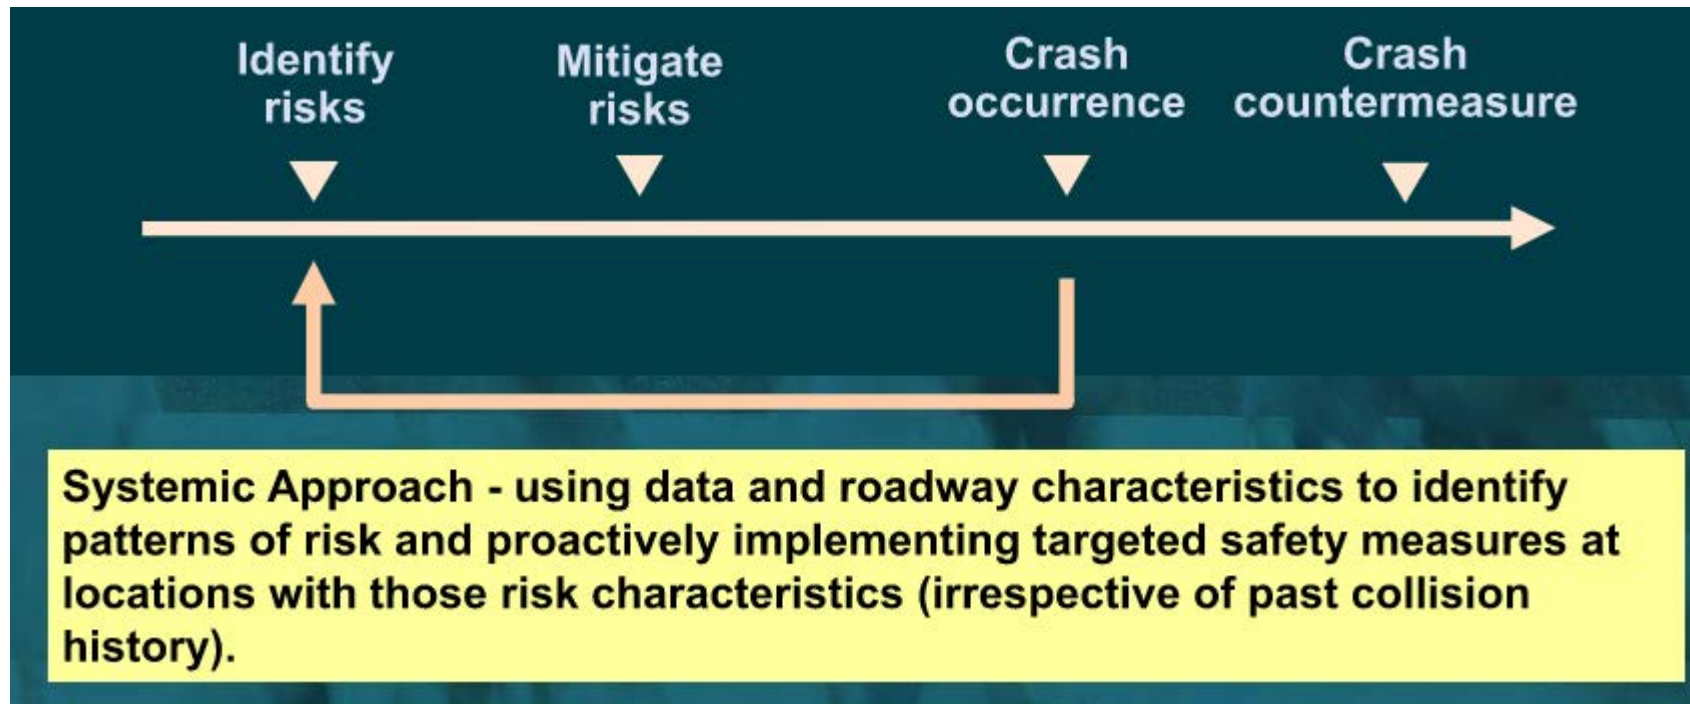 Identify
risks
Mitigate
risks
Crash
occurrence
Crash
countermeasure
Systemic Approach - using data and roadway characteristics to identify
patterns of risk and proactively implementing targeted safety measures at
locations with those risk characteristics (irrespective of past collision
history).